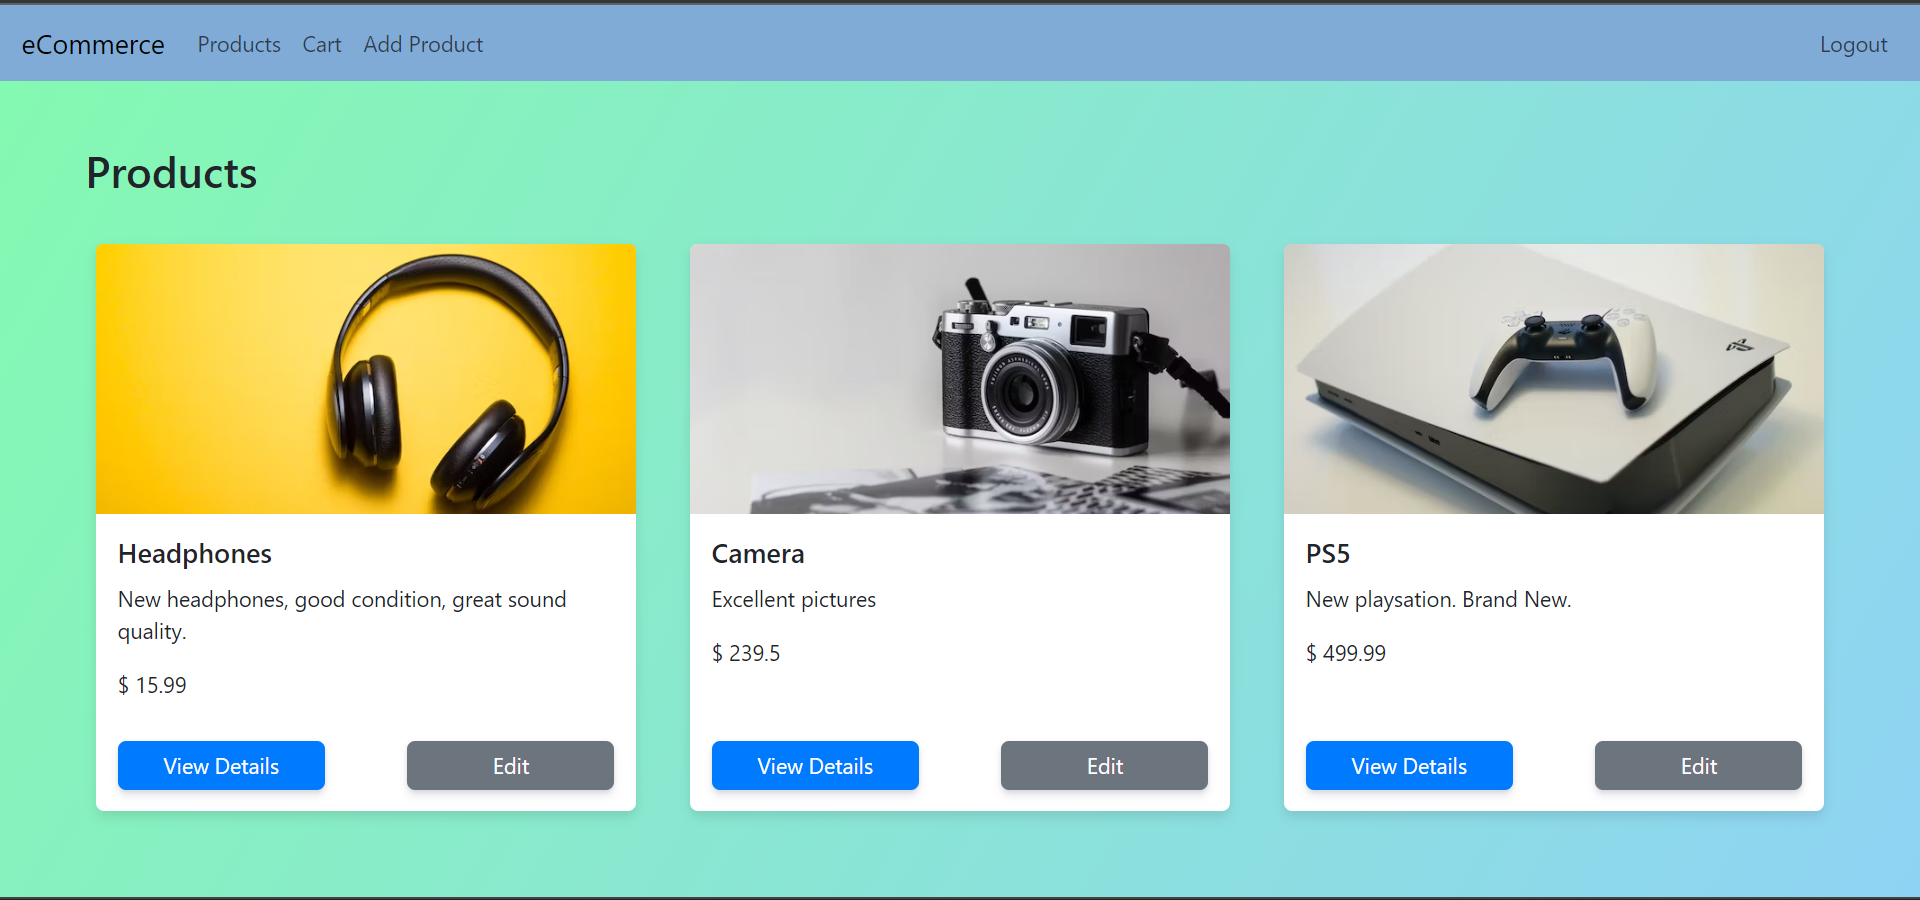 eCommerce Products Cart Add Product Logout
Products
Headphones
New headphones, good condition, great sound
quality.
$ 15.99
View Details Edit
Camera
Excellent pictures
$ 239.5
View Details Edit
PS5
New playsation. Brand New.
$ 499.99
View Details Edit